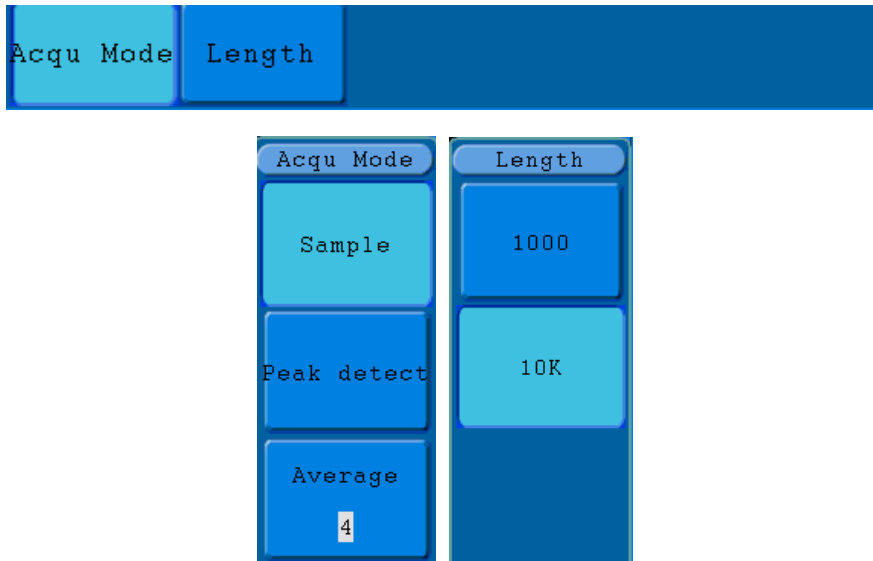 Acqu Mode
Length
Acqu Mode
Sample
Peak detect
Average
4
Length
1000
10K